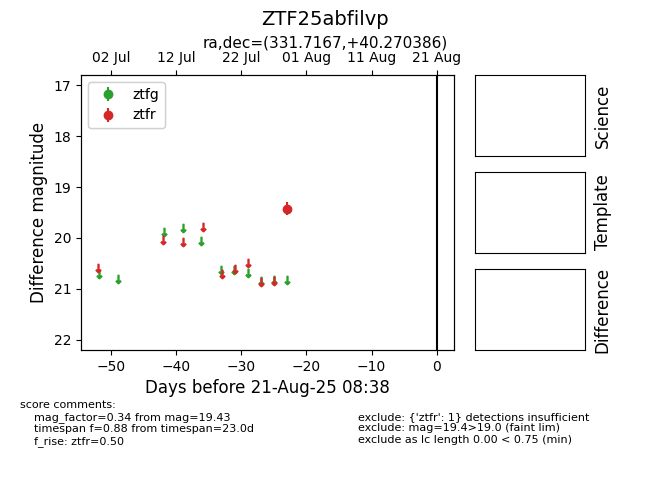 ZTF25abfilvp
ra,dec=(331.7167,+40.270386)
02 Jul 12 Jul 22 Jul 01 Aug 11 Aug 21 Aug
ztfg
ztfr
17
18
19
20
21
22
Difference magnitude
−50 −40 −30 −20 −10 0
Days before 21-Aug-25 08:38
Science
Template
Difference
score comments:
mag_factor=0.34 from mag=19.43
timespan f=0.88 from timespan=23.0d
f_rise: ztfr=0.50
exclude: {'ztfr': 1} detections insufficient
exclude: mag=19.4>19.0 (faint lim)
exclude as lc length 0.00 < 0.75 (min)